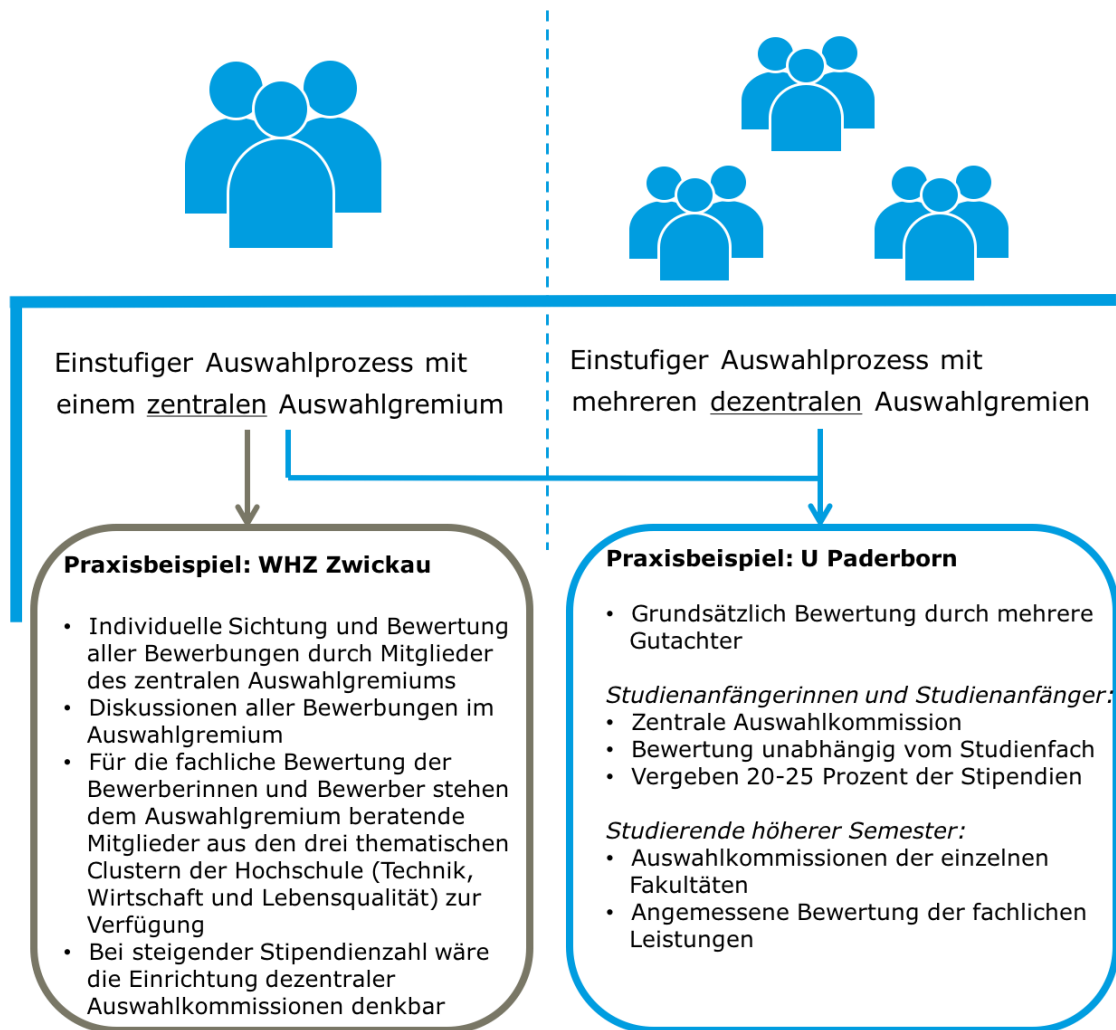 Einstufiger Auswahlprozess mit
einem zentralen Auswahlgremium
Einstufiger Auswahlprozess mit
mehreren dezentralen Auswahlgremien
Praxisbeispiel: WHZ Zwickau
• Individuelle Sichtung und Bewertung
aller Bewerbungen durch Mitglieder
des zentralen Auswahlgremiums
• Diskussionen aller Bewerbungen im
Auswahlgremium
• Für die fachliche Bewertung der
Bewerberinnen und Bewerber stehen
dem Auswahlgremium beratende
Mitglieder aus den drei thematischen
Clustern der Hochschule (Technik,
Wirtschaft und Lebensqualität) zur
Verfügung
• Bei steigender Stipendienzahl wäre
die Einrichtung dezentraler
Auswahlkommissionen denkbar
Praxisbeispiel: U Paderborn
• Grundsätzlich Bewertung durch mehrere
Gutachter
Studienanfängerinnen und Studienanfänger:
• Zentrale Auswahlkommission
• Bewertung unabhängig vom Studienfach
• Vergeben 20-25 Prozent der Stipendien
Studierende höherer Semester:
• Auswahlkommissionen der einzelnen
Fakultäten
• Angemessene Bewertung der fachlichen
Leistungen